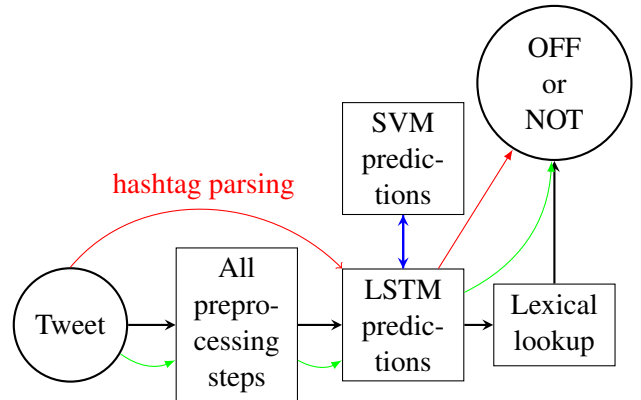 OFF
or
NOT
SVM
predic-
tions
hashtag parsing
Tweet
All
prepro-
cessing
steps
LSTM
predic-
tions
Lexical
lookup